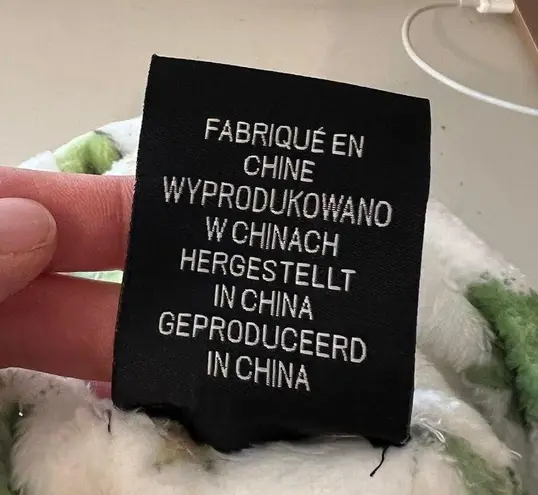 FABRIQUÉ EN
CHINE
WYPRODUKOWANO
W CHINACH
HERGESTELLT
IN CHINA
GEPRODUCEERD
IN CHINA